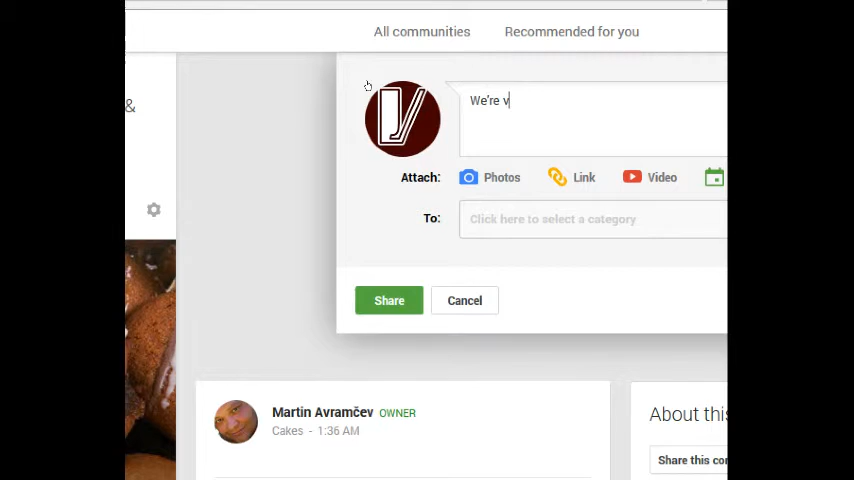 All communities Recommended for you
&
We're v
Attach: Photos Link Video
To: Click here to select a category
Share Cancel
Martin Avramčev OWNER
Cakes - 1:36 AM
About this
Share this con